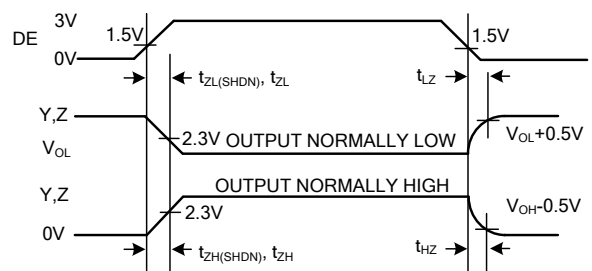 3V
DE
1.5V
1.5V
0V
tZL(SHDN), tZL
tLZ
Y,Z
2.3V
OUTPUT NORMALLY LOW
VOL+0.5V
VOL
OUTPUT NORMALLY HIGH
Y,Z
2.3V
VOH-0.5V
0V
tZH(SHDN), tZH
tHZ